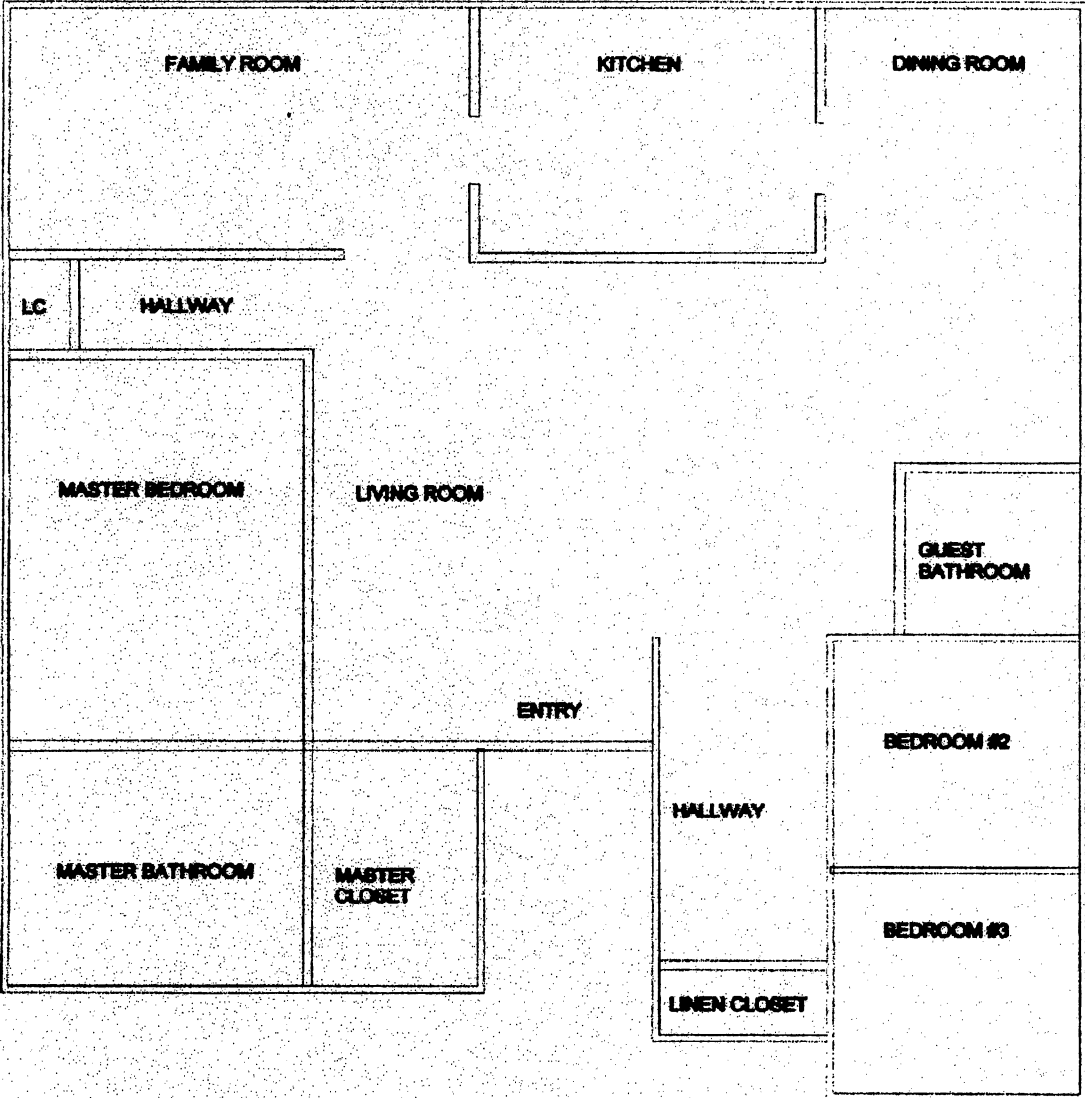 FAMILY ROOM
KITCHEN
DINING ROOM
LC
HALLWAY
MASTER BEDROOM
LIVING ROOM
GUEST
BATHROOM
ENTRY
BEDROOM #2
HALLWAY
MASTER BATHROOM
MASTER
CLOSET
BEDROOM #3
LINEN CLOSET